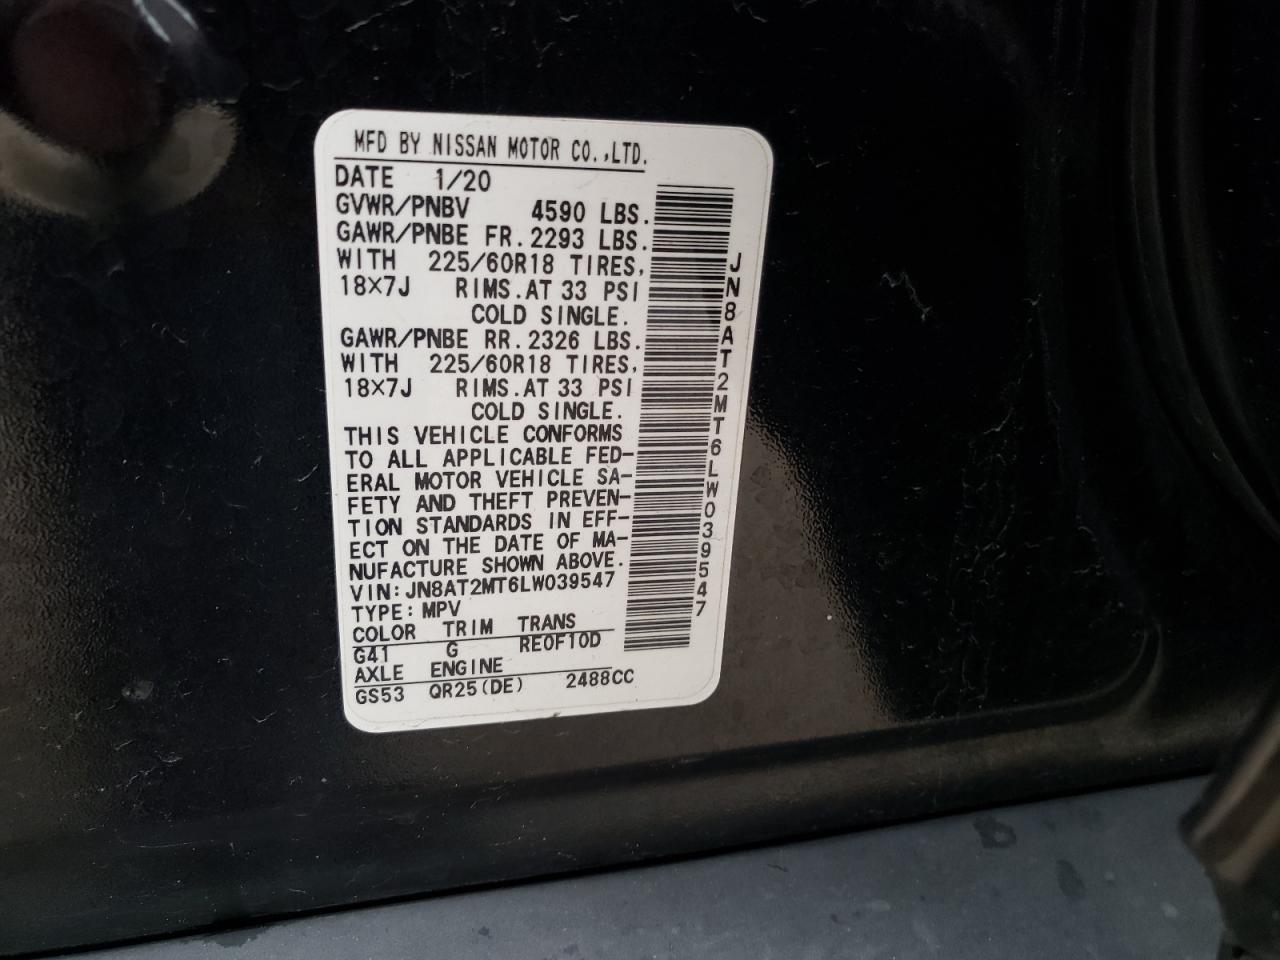 MFD BY NISSAN MOTOR CO.,LTD.
DATE 1/20
GVWR/PNBV 4590 LBS.
GAWR/PNBE FR. 2293 LBS.
WITH 225/60R18 TIRES,
18×7J RIMS. AT 33 PSI
COLD SINGLE.
GAWR/PNBE RR. 2326 LBS.
WITH 225/60R18 TIRES,
18×7J RIMS. AT 33 PSI
COLD SINGLE.
THIS VEHICLE CONFORMS
TO ALL APPLICABLE FED-
ERAL MOTOR VEHICLE SA-
FETY AND THEFT PREVEN-
TION STANDARDS IN EFF-
ECT ON THE DATE OF MA-
NUFACTURE SHOWN ABOVE.
VIN: JN8AT2MT6LW039547
TYPE: MPV
COLOR TRIM TRANS
G41 G RE0F10D
AXLE ENGINE
GS53 QR25(DE) 2488CC
JN8AT2MT6LW039547